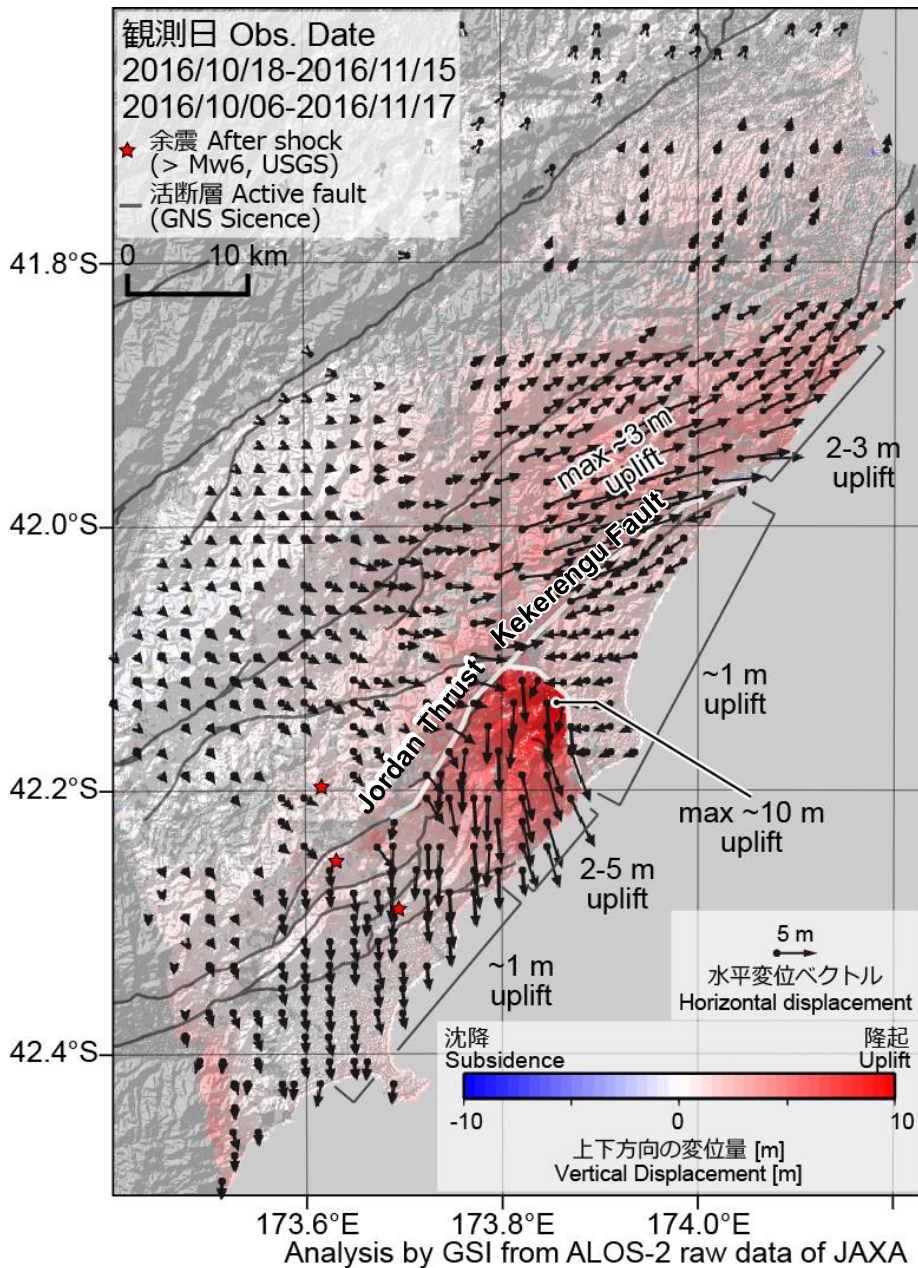 観測日 Obs. Date
2016/10/18-2016/11/15
2016/10/06-2016/11/17
余震 After shock
(> Mw6, USGS)
活断層 Active fault
(GNS Sicence)
0 10 km
41.8°S
42.0°S
42.2°S
42.4°S
max ~3 m
uplift
2-3 m
uplift
Kekerengu Fault
Jordan Thrust
~1 m
uplift
max ~10 m
uplift
2-5 m
uplift
~1 m
uplift
5 m
水平変位ベクトル
Horizontal displacement
沈降 隆起
Subsidence Uplift
-10 0 10
上下方向の変位量 [m]
Vertical Displacement [m]
173.6°E 173.8°E 174.0°E
Analysis by GSI from ALOS-2 raw data of JAXA